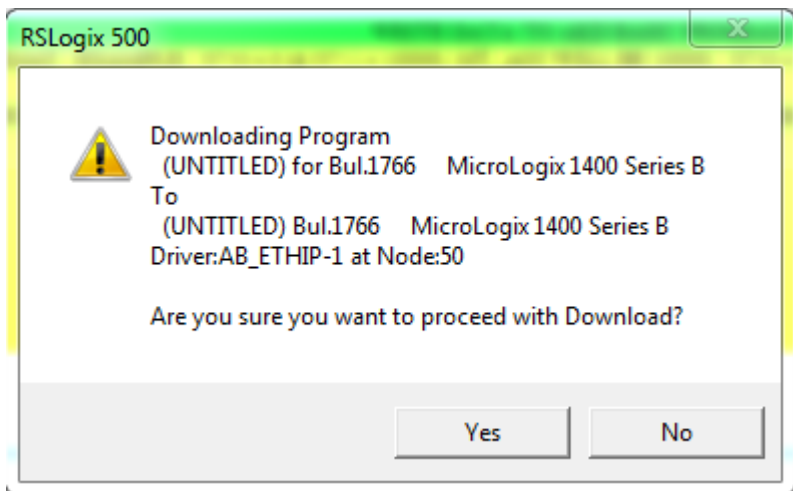 RSLogix 500
Downloading Program
(UNTITLED) for Bul.1766 MicroLogix 1400 Series B
To
(UNTITLED) Bul.1766 MicroLogix 1400 Series B
Driver:AB_ETHIP-1 at Node:50
Are you sure you want to proceed with Download?
Yes No